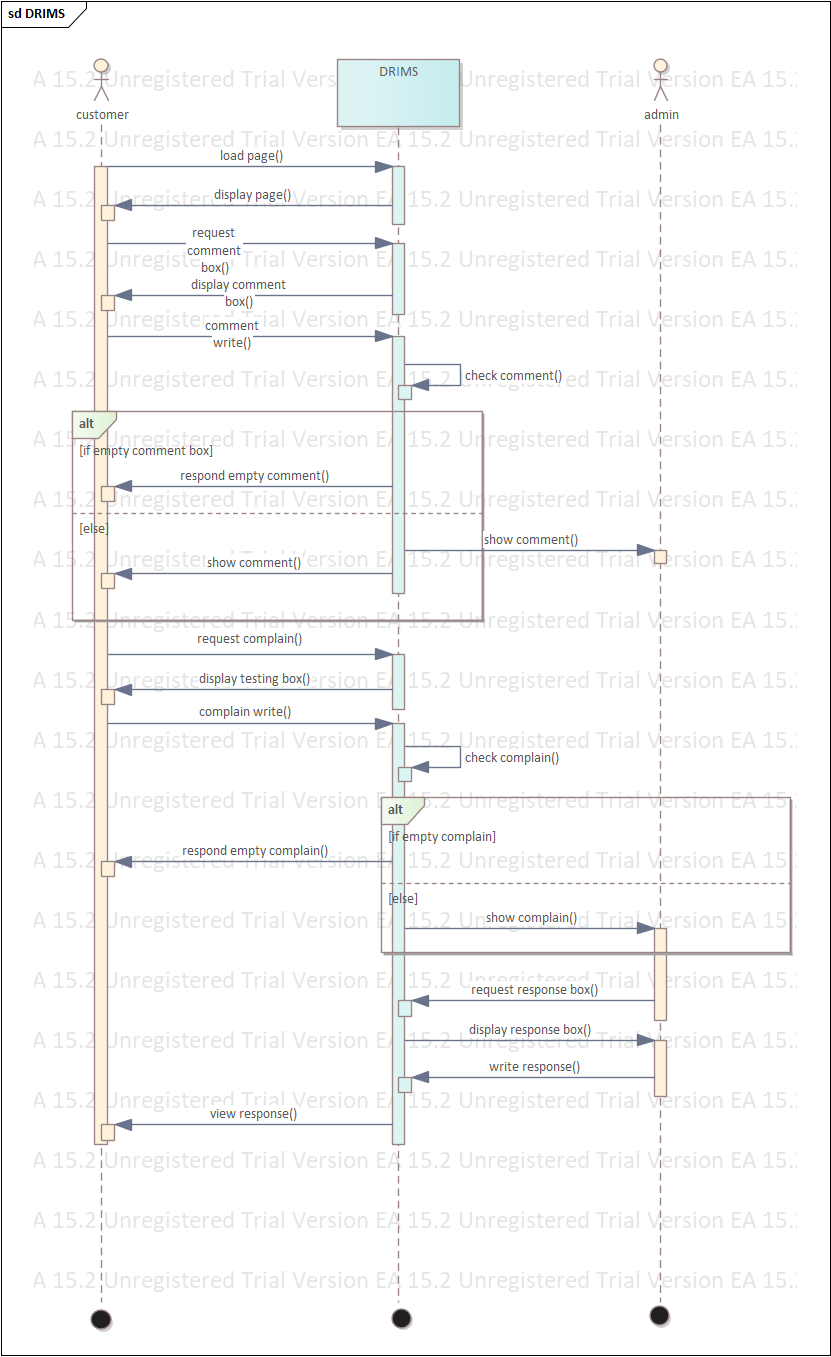 sd DRIMS
DRIMS
A 15.2 Unregistered Trial Version EA 15.2 Unregistered Trial Version EA 15.2
customer
admin
load page()
display page()
request
comment
box()
display comment
box()
comment
write()
check comment()
alt
[if empty comment box]
respond empty comment()
[else]
show comment()
show comment()
request complain()
display testing box()
complain write()
check complain()
alt
[if empty complain]
respond empty complain()
[else]
show complain()
request response box()
display response box()
write response()
view response()